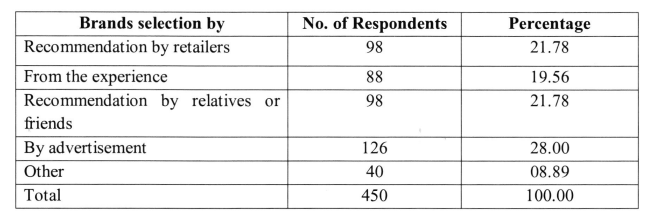 Brands selection by No. of Respondents Percentage
Recommendation by retailers 98 21.78
From the experience 88 19.56
Recommendation by relatives or 98 21.78
friends
By advertisement 126 28.00
Other 40 08.89
Total 450 100.00